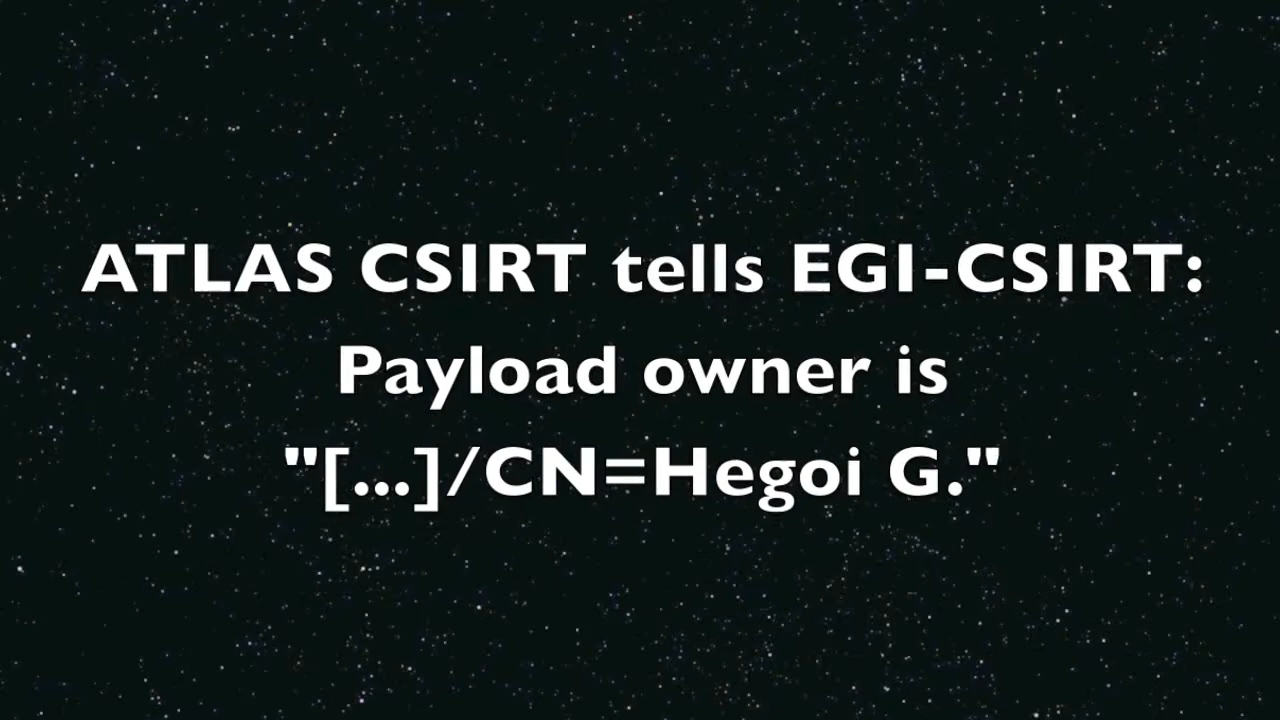 ATLAS CSIRT tells EGI-CSIRT:
Payload owner is
"[...]/CN=Hegoi G."